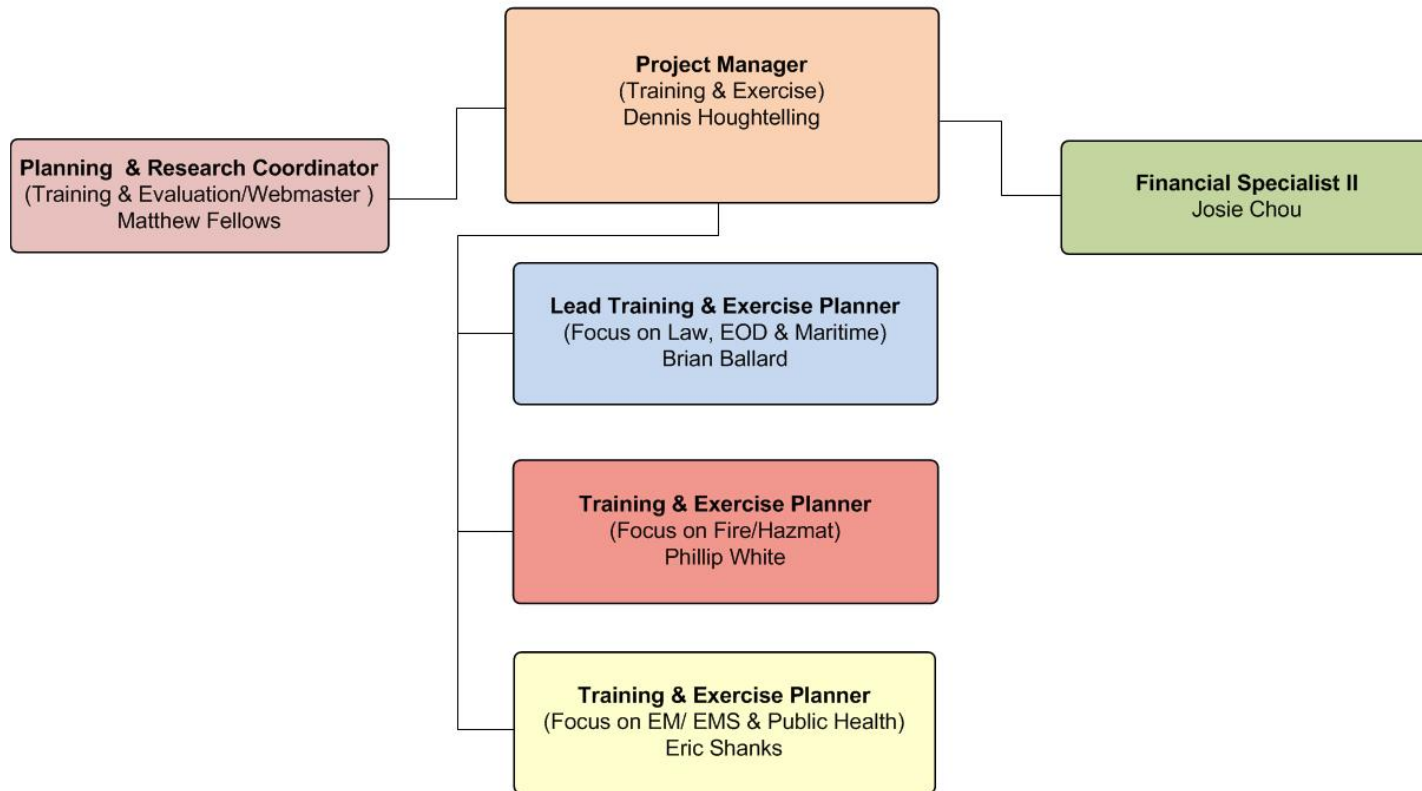 Project Manager
(Training & Exercise)
Dennis Houghtelling
Planning & Research Coordinator
(Training & Evaluation/Webmaster )
Matthew Fellows
Financial Specialist II
Josie Chou
Lead Training & Exercise Planner
(Focus on Law, EOD & Maritime)
Brian Ballard
Training & Exercise Planner
(Focus on Fire/Hazmat)
Phillip White
Training & Exercise Planner
(Focus on EM/ EMS & Public Health)
Eric Shanks